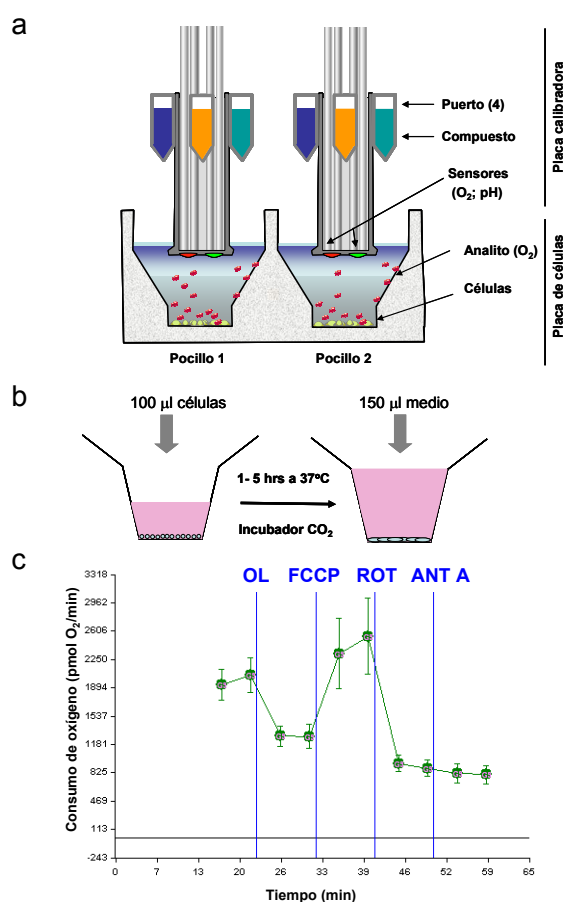 a
Puerto (4)
Compuesto
Placa calibradora
Sensores
(O₂; pH)
Analito (O₂)
Células
Placa de células
Pocillo 1
Pocillo 2
b
100 µl células
150 µl medio
1- 5 hrs a 37ºC
Incubador CO₂
c
OL FCCP ROT ANT A
Consumo de oxígeno (pmol O₂/min)
3318
2962
2606
2250
1894
1537
1181
825
469
113
-243
0 7 13 20 26 33 39 46 52 59 65
Tiempo (min)